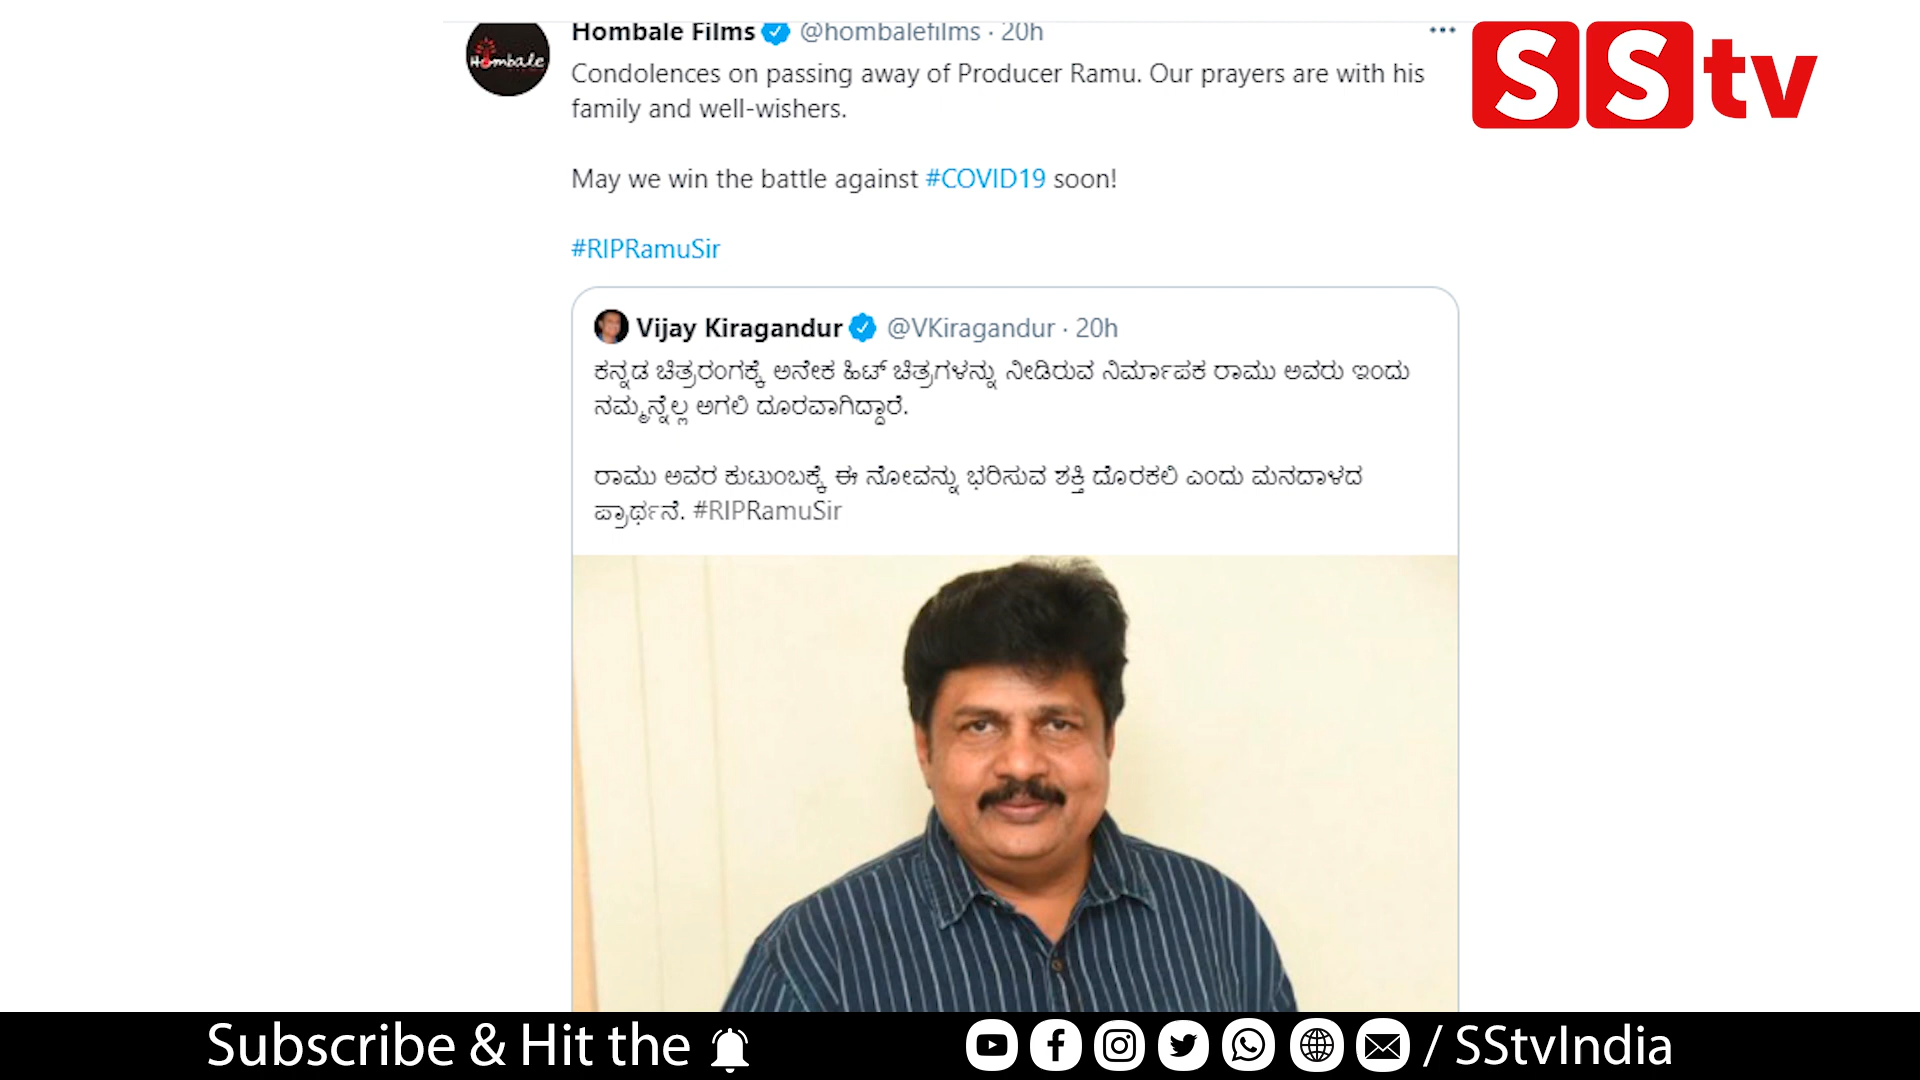 Hombale Films @hombalefilms · 20h
Hombale
Condolences on passing away of Producer Ramu. Our prayers are with his
family and well-wishers.
May we win the battle against #COVID19 soon!
#RIPRamuSir
SStv
Vijay Kiragandur @VKiragandur · 20h
ಕನ್ನಡ ಚಿತ್ರರಂಗಕ್ಕೆ ಅನೇಕ ಹಿಟ್ ಚಿತ್ರಗಳನ್ನು ನೀಡಿರುವ ನಿರ್ಮಾಪಕ ರಾಮು ಅವರು ಇಂದು
ನಮ್ಮನ್ನೆಲ್ಲ ಅಗಲಿ ದೂರವಾಗಿದ್ದಾರೆ.
ರಾಮು ಅವರ ಕುಟುಂಬಕ್ಕೆ ಈ ನೋವನ್ನು ಭರಿಸುವ ಶಕ್ತಿ ದೊರಕಲಿ ಎಂದು ಮನದಾಳದ
ಪ್ರಾರ್ಥನೆ. #RIPRamuSir
Subscribe & Hit the
/ SStvIndia